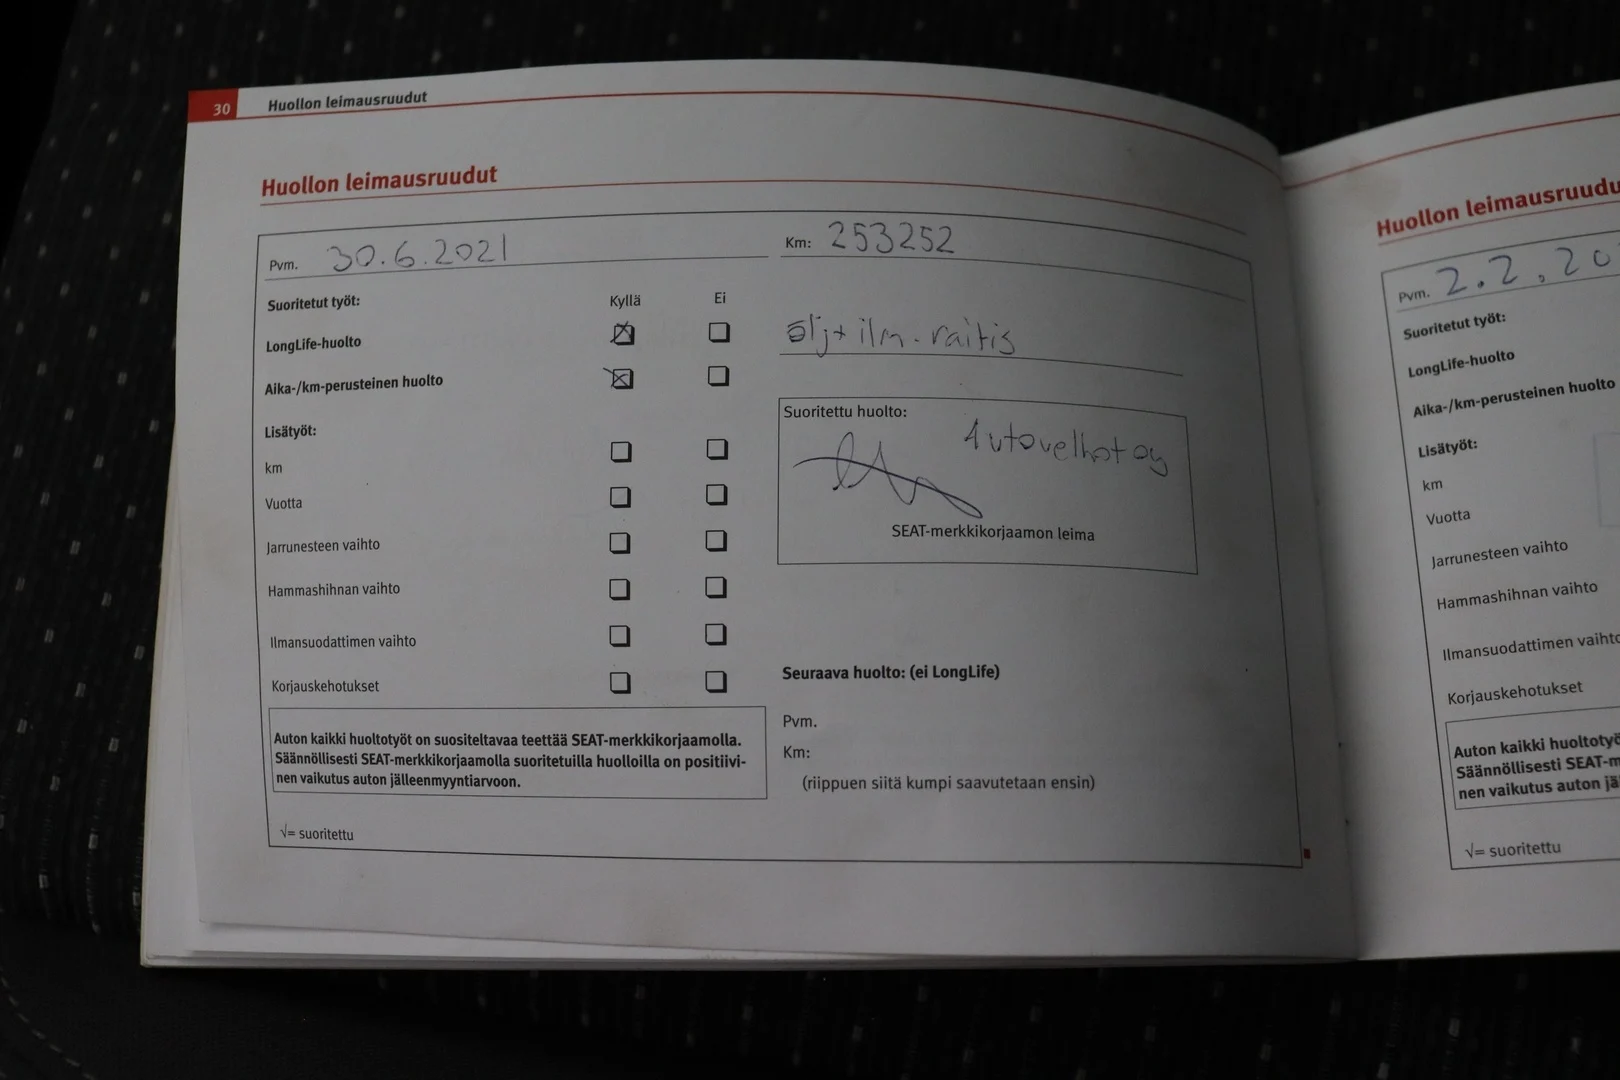 30 Huollon leimausruudut
Huollon leimausruudut
Pvm. 30.6.2021
Km: 253252
Suoritetut työt: Kyllä Ei
LongLife-huolto
Aika-/km-perusteinen huolto
Lisätyöt:
km
Vuotta
Jarrunesteen vaihto
Hammashihnan vaihto
Ilmansuodattimen vaihto
Korjauskehotukset
Auton kaikki huoltotyöt on suositeltavaa teettää SEAT-merkkikorjaamolla.
Säännöllisesti SEAT-merkkikorjaamolla suoritetuilla huolloilla on positiivi-
nen vaikutus auton jälleenmyyntiarvoon.
√= suoritettu
ölj+ ilm. raitis
Suoritettu huolto:
Autovelhot oy
SEAT-merkkikorjaamon leima
Seuraava huolto: (ei LongLife)
Pvm.
Km:
(riippuen siitä kumpi saavutetaan ensin)
Huollon leimausruudu
Pvm. 2.2.20
Suoritetut työt:
LongLife-huolto
Aika-/km-perusteinen huolto
Lisätyöt:
km
Vuotta
Jarrunesteen vaihto
Hammashihnan vaihto
Ilmansuodattimen vaihto
Korjauskehotukset
Auton kaikki huoltotyö
Säännöllisesti SEAT-m
nen vaikutus auton jä
√= suoritettu